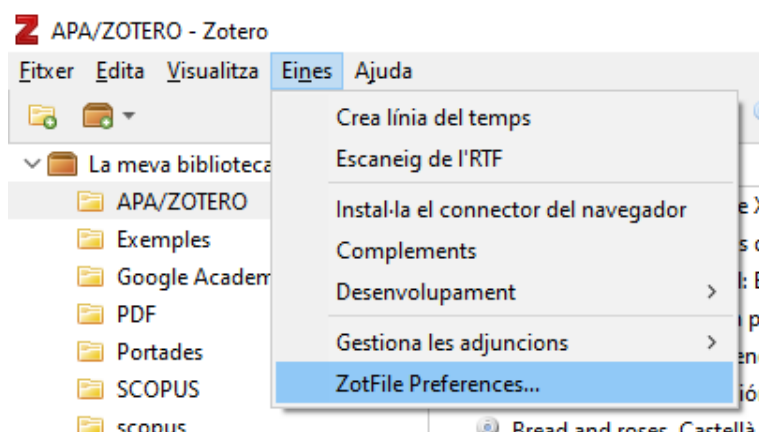 APA/ZOTERO - Zotero
Fitxer Edita Visualitza Eines Ajuda
Crea línia del temps
Escaneig de l'RTF
Instal·la el connector del navegador
Complements
Desenvolupament
Gestiona les adjuncions
ZotFile Preferences...
La meva biblioteca
APA/ZOTERO
Exemples
Google Academ
PDF
Portades
SCOPUS
scopus
Bread and roses. Castellà